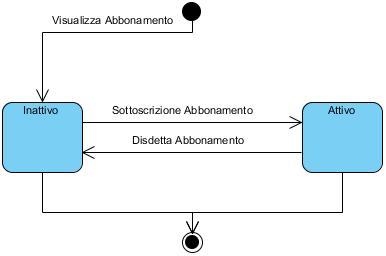 Visualizza Abbonamento
Inattivo
Sottoscrizione Abbonamento
Attivo
Disdetta Abbonamento